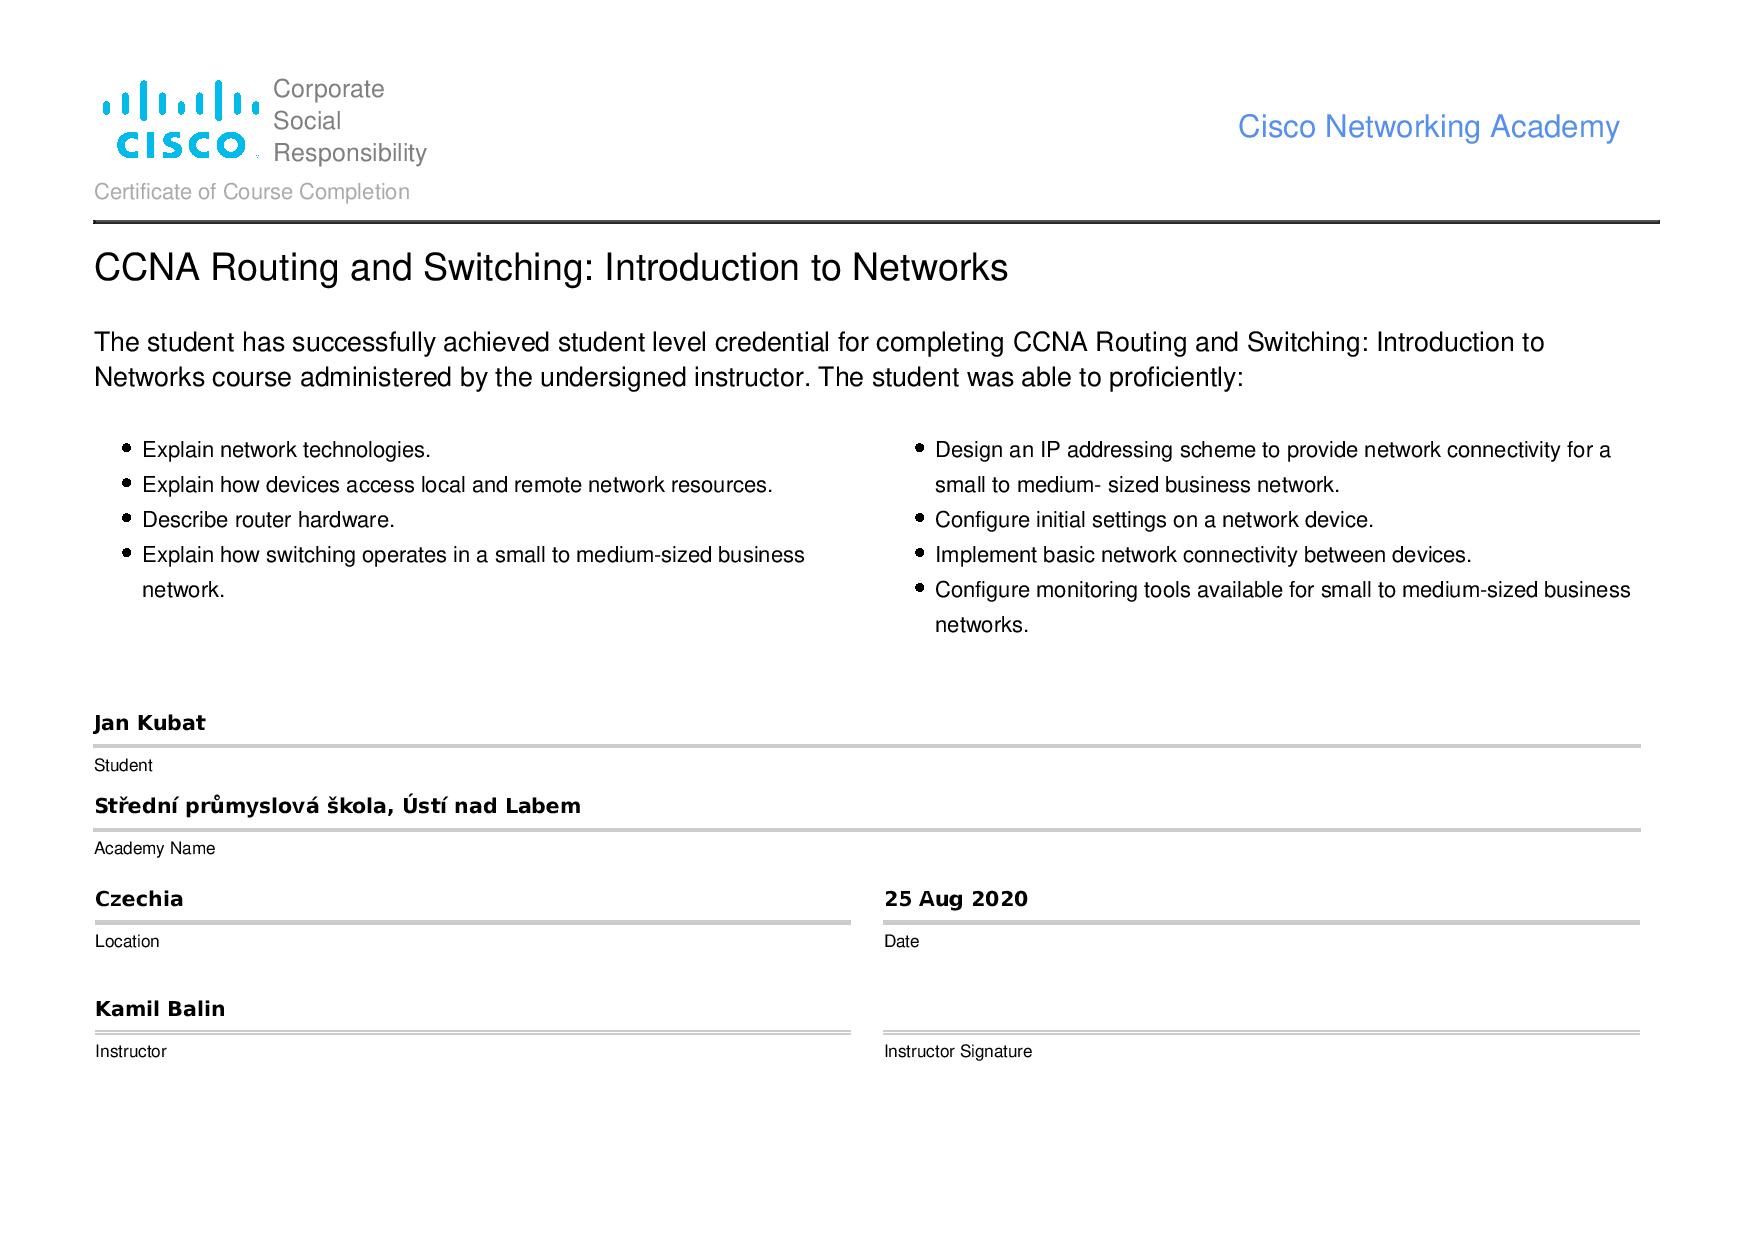 Corporate
Social
Responsibility
CISCO
Cisco Networking Academy
Certificate of Course Completion
CCNA Routing and Switching: Introduction to Networks
The student has successfully achieved student level credential for completing CCNA Routing and Switching: Introduction to
Networks course administered by the undersigned instructor. The student was able to proficiently:
Explain network technologies.
Explain how devices access local and remote network resources.
Describe router hardware.
Explain how switching operates in a small to medium-sized business
network.
Design an IP addressing scheme to provide network connectivity for a
small to medium- sized business network.
Configure initial settings on a network device.
Implement basic network connectivity between devices.
Configure monitoring tools available for small to medium-sized business
networks.
Jan Kubat
Student
Střední průmyslová škola, Ústí nad Labem
Academy Name
Czechia
Location
25 Aug 2020
Date
Kamil Balin
Instructor
Instructor Signature